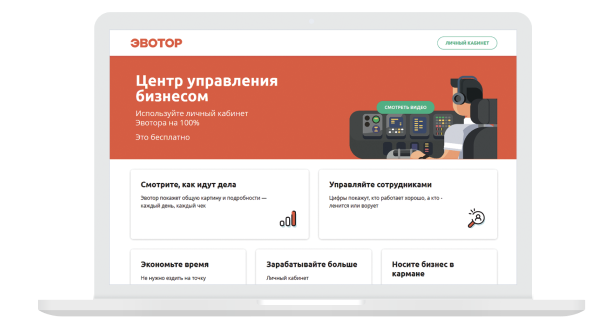 ЭВОТОР
ЛИЧНЫЙ КАБИНЕТ
Центр управления
бизнесом
Используйте личный кабинет
Эвотора на 100%
Это бесплатно
СМОТРЕТЬ ВИДЕО
Смотрите, как идут дела
Эвотор покажет общую картину и подробности —
каждый день, каждый чек
Управляйте сотрудниками
Цифры покажут, кто работает хорошо, а кто -
ленится или ворует
Экономьте время
Не нужно ездить на точку
Зарабатывайте больше
Личный кабинет
Носите бизнес в
кармане